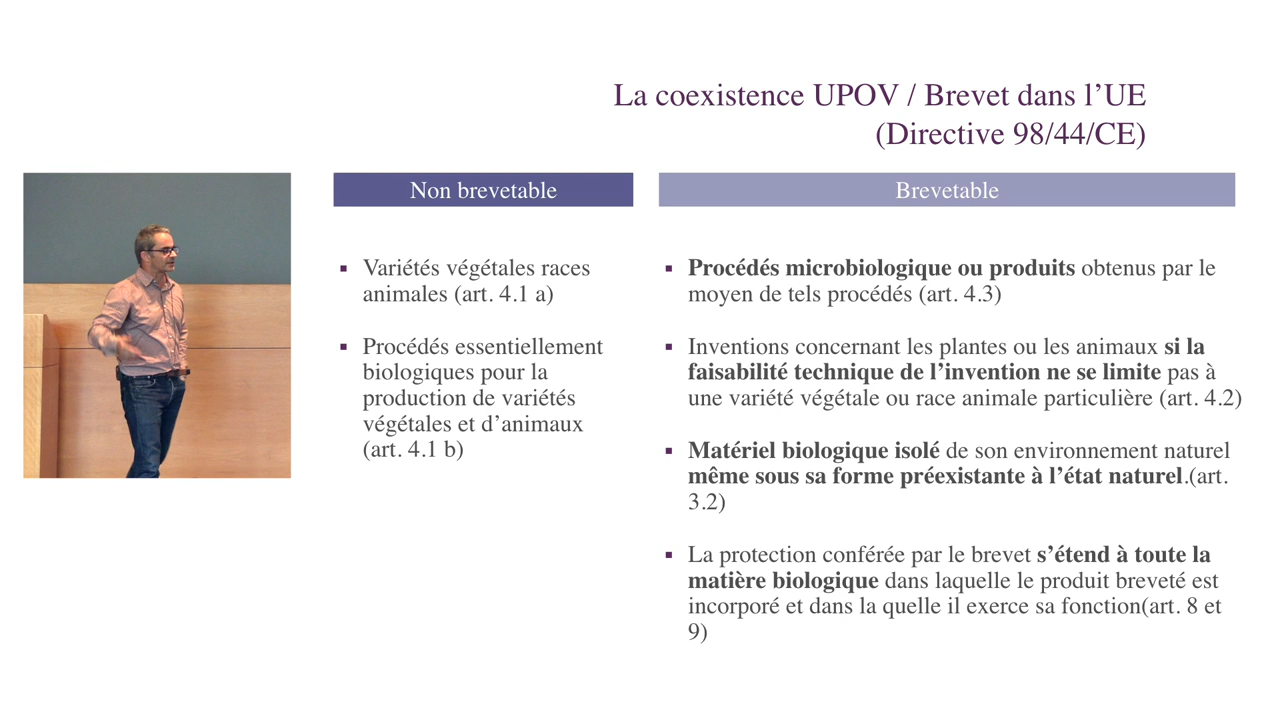 La coexistence UPOV / Brevet dans l’UE
(Directive 98/44/CE)
Non brevetable
Variétés végétales races
animales (art. 4.1 a)
Procédés essentiellement
biologiques pour la
production de variétés
végétales et d’animaux
(art. 4.1 b)
Brevetable
Procédés microbiologique ou produits obtenus par le
moyen de tels procédés (art. 4.3)
Inventions concernant les plantes ou les animaux si la
faisabilité technique de l’invention ne se limite pas à
une variété végétale ou race animale particulière (art. 4.2)
Matériel biologique isolé de son environnement naturel
même sous sa forme préexistante à l’état naturel.(art.
3.2)
La protection conférée par le brevet s’étend à toute la
matière biologique dans laquelle le produit breveté est
incorporé et dans la quelle il exerce sa fonction(art. 8 et
9)